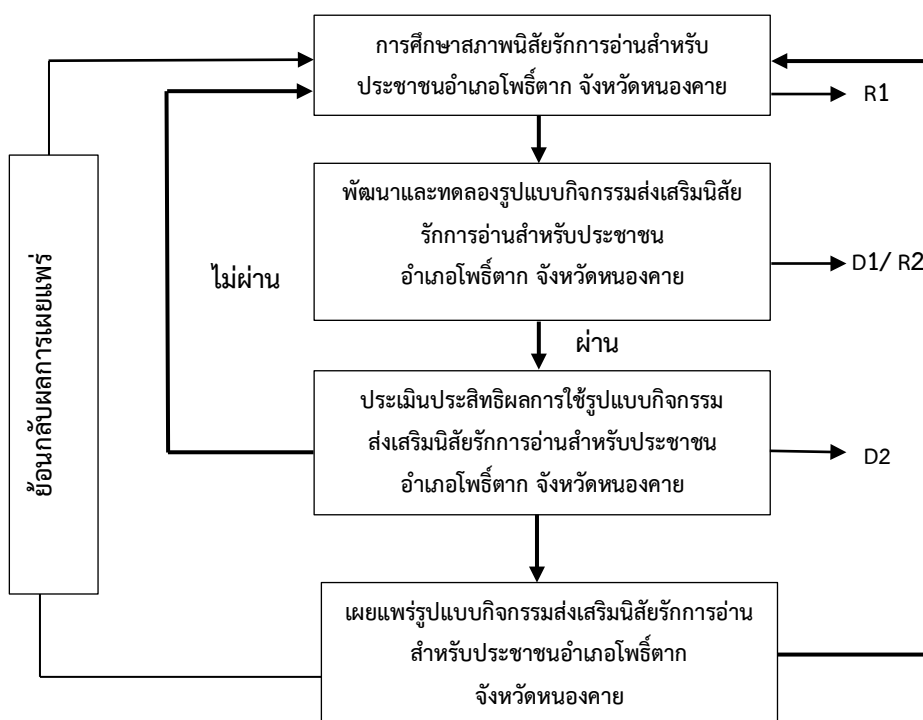 การศึกษาสภาพนิสัยรักการอ่านสำหรับ
ประชาชนอำเภอโพธิ์ตาก จังหวัดหนองคาย
R1
พัฒนาและทดลองรูปแบบกิจกรรมส่งเสริมนิสัย
รักการอ่านสำหรับประชาชน
อำเภอโพธิ์ตาก จังหวัดหนองคาย
D1/ R2
ไม่ผ่าน
ผ่าน
ย้อนกลับผลการเผยแพร่
ประเมินประสิทธิผลการใช้รูปแบบกิจกรรม
ส่งเสริมนิสัยรักการอ่านสำหรับประชาชน
อำเภอโพธิ์ตาก จังหวัดหนองคาย
D2
เผยแพร่รูปแบบกิจกรรมส่งเสริมนิสัยรักการอ่าน
สำหรับประชาชนอำเภอโพธิ์ตาก
จังหวัดหนองคาย